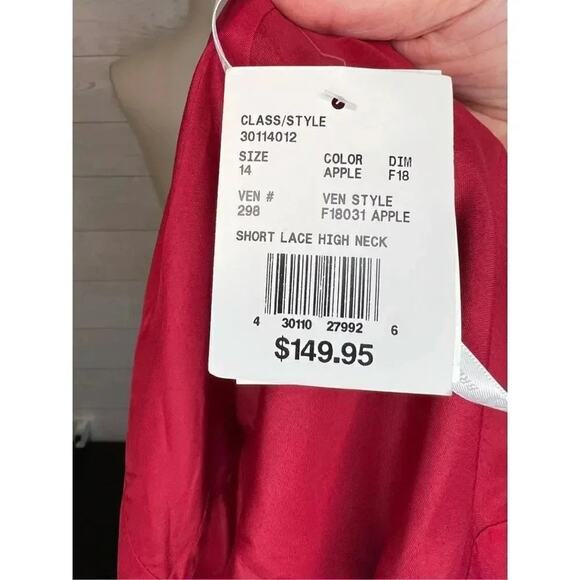 CLASS/STYLE
30114012
SIZE COLOR DIM
14 APPLE F18
VEN # VEN STYLE
298 F18031 APPLE
SHORT LACE HIGH NECK
4 30110 27992 6
$149.95